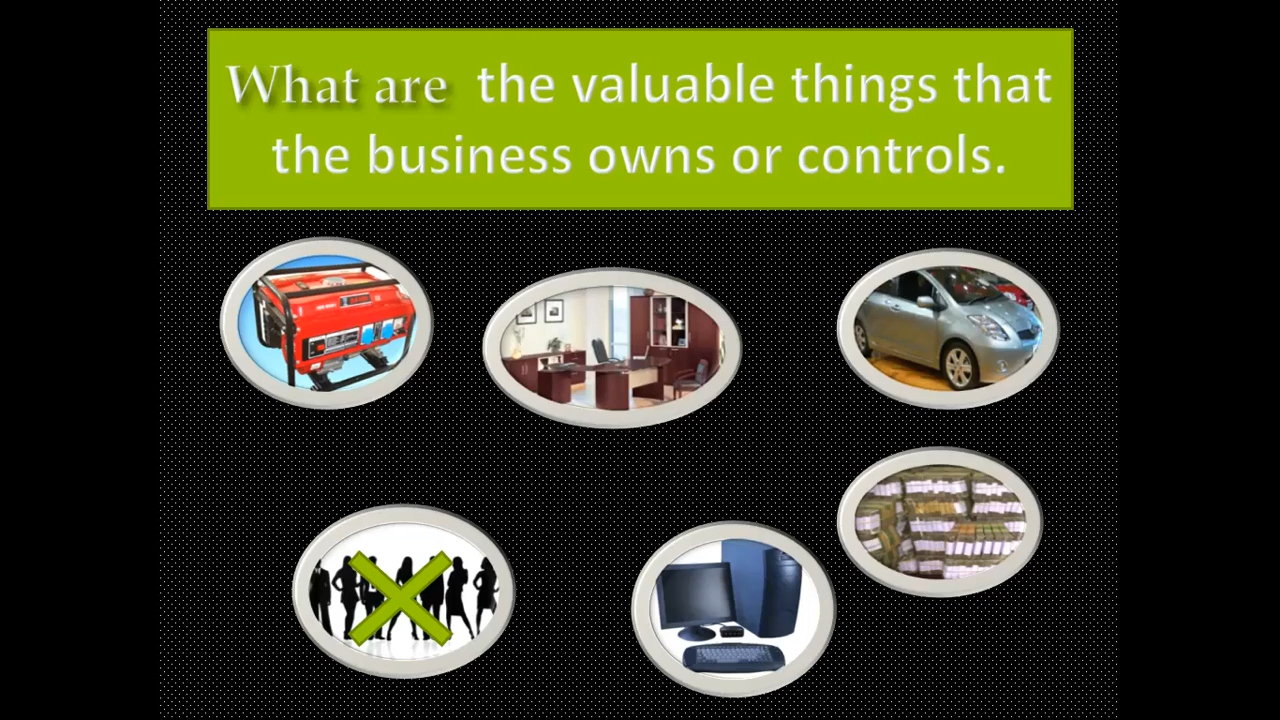 What are the valuable things that
the business owns or controls.